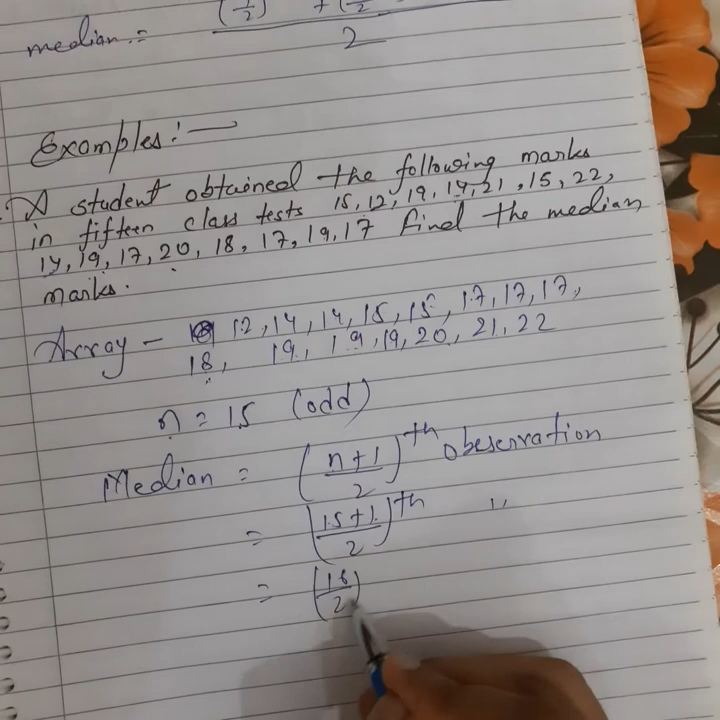 median =
2
Examples :—
A student obtained the following marks
in fifteen class tests 15, 12, 19, 14, 21, 15, 22,
14, 19, 17, 20, 18, 17, 19, 17 find the median
marks.
Array - 12, 14, 14, 15, 15, 17, 17, 17,
18, 19, 19, 19, 20, 21, 22
n = 15 (odd)
Median = (n+1/2)th obeservation
= (15+1/2)th "
= (16/2)